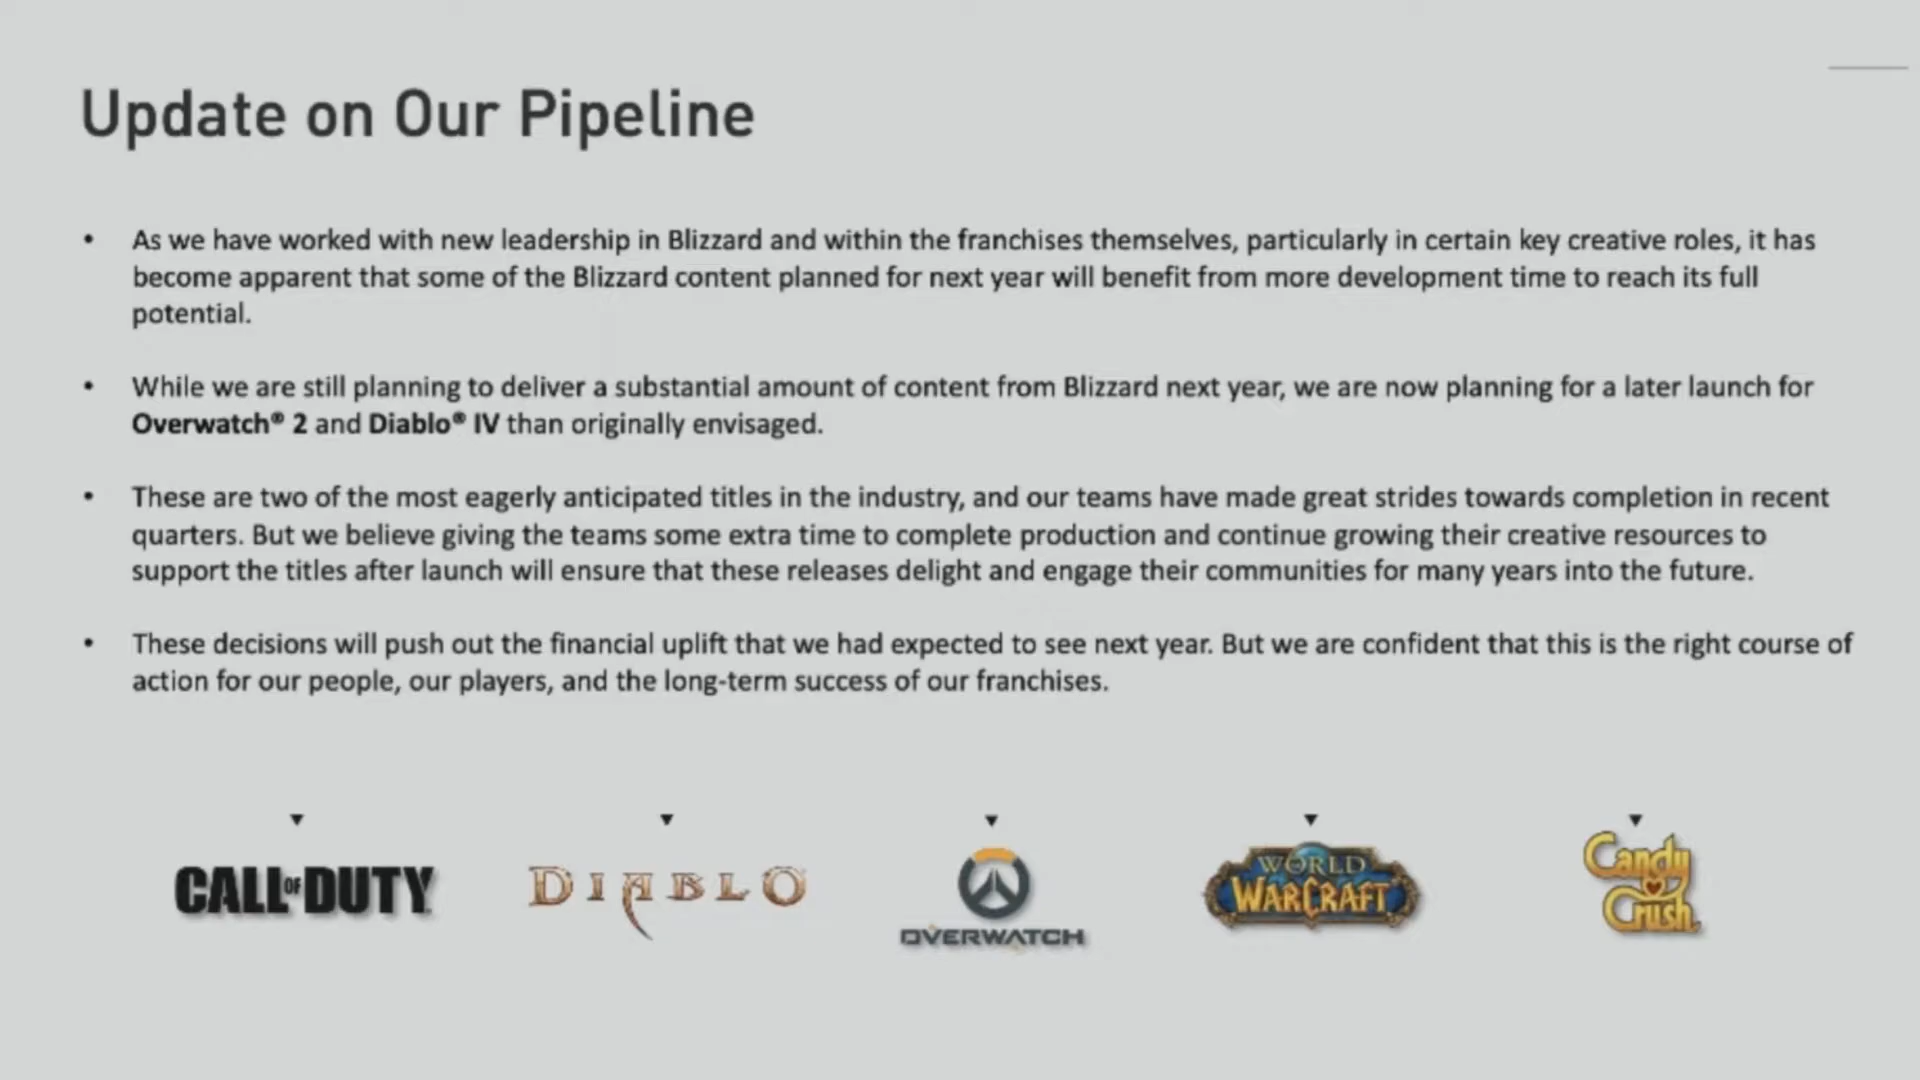 Update on Our Pipeline
• As we have worked with new leadership in Blizzard and within the franchises themselves, particularly in certain key creative roles, it has
become apparent that some of the Blizzard content planned for next year will benefit from more development time to reach its full
potential.
• While we are still planning to deliver a substantial amount of content from Blizzard next year, we are now planning for a later launch for
Overwatch® 2 and Diablo® IV than originally envisaged.
• These are two of the most eagerly anticipated titles in the industry, and our teams have made great strides towards completion in recent
quarters. But we believe giving the teams some extra time to complete production and continue growing their creative resources to
support the titles after launch will ensure that these releases delight and engage their communities for many years into the future.
• These decisions will push out the financial uplift that we had expected to see next year. But we are confident that this is the right course of
action for our people, our players, and the long-term success of our franchises.
CALL OF DUTY
DIABLO
OVERWATCH
WORLD
WARCRAFT
Candy
Crush